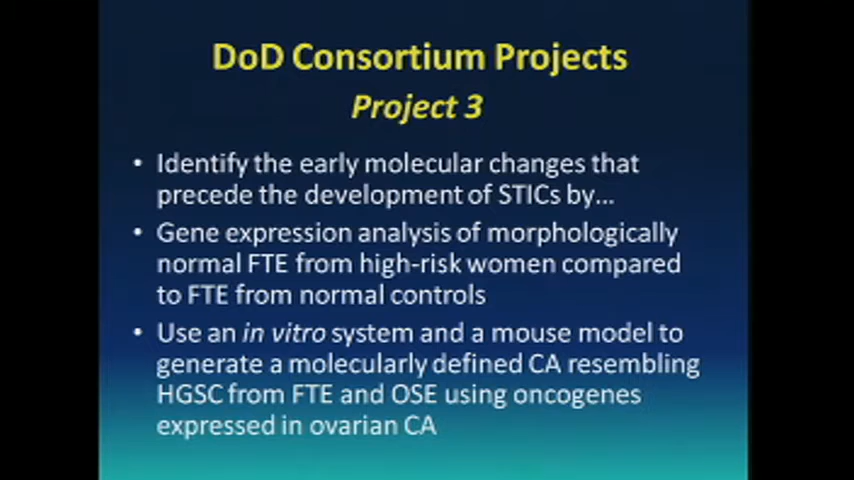 DoD Consortium Projects
Project 3
• Identify the early molecular changes that
precede the development of STICs by...
• Gene expression analysis of morphologically
normal FTE from high-risk women compared
to FTE from normal controls
• Use an in vitro system and a mouse model to
generate a molecularly defined CA resembling
HGSC from FTE and OSE using oncogenes
expressed in ovarian CA